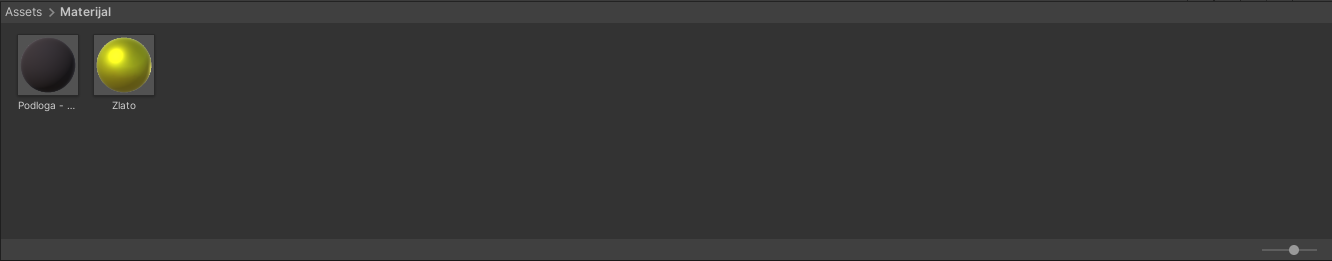 Assets > Materijal
Podloga - ...
Zlato